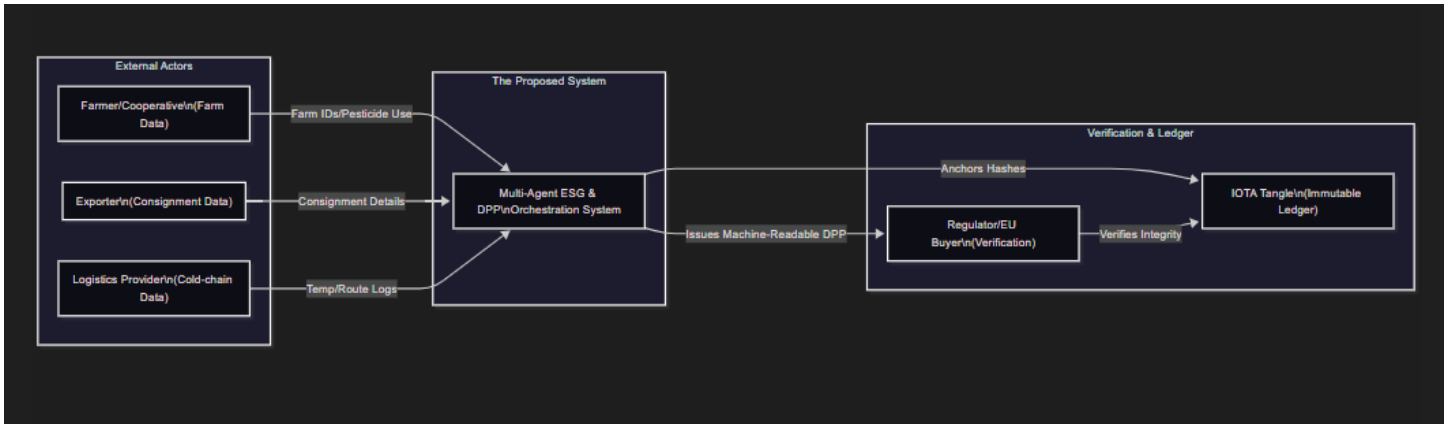 External Actors
Farmer/Cooperative\n(Farm
Data)
Exporter\n(Consignment Data)
Logistics Provider\n(Cold-chain
Data)
Farm IDs/Pesticide Use
Consignment Details
Temp/Route Logs
The Proposed System
Multi-Agent ESG &
DPP\nOrchestration System
Anchors Hashes
Issues Machine-Readable DPP
Verification & Ledger
Regulator/EU
Buyer\n(Verification)
Verifies Integrity
IOTA Tangle\n(Immutable
Ledger)